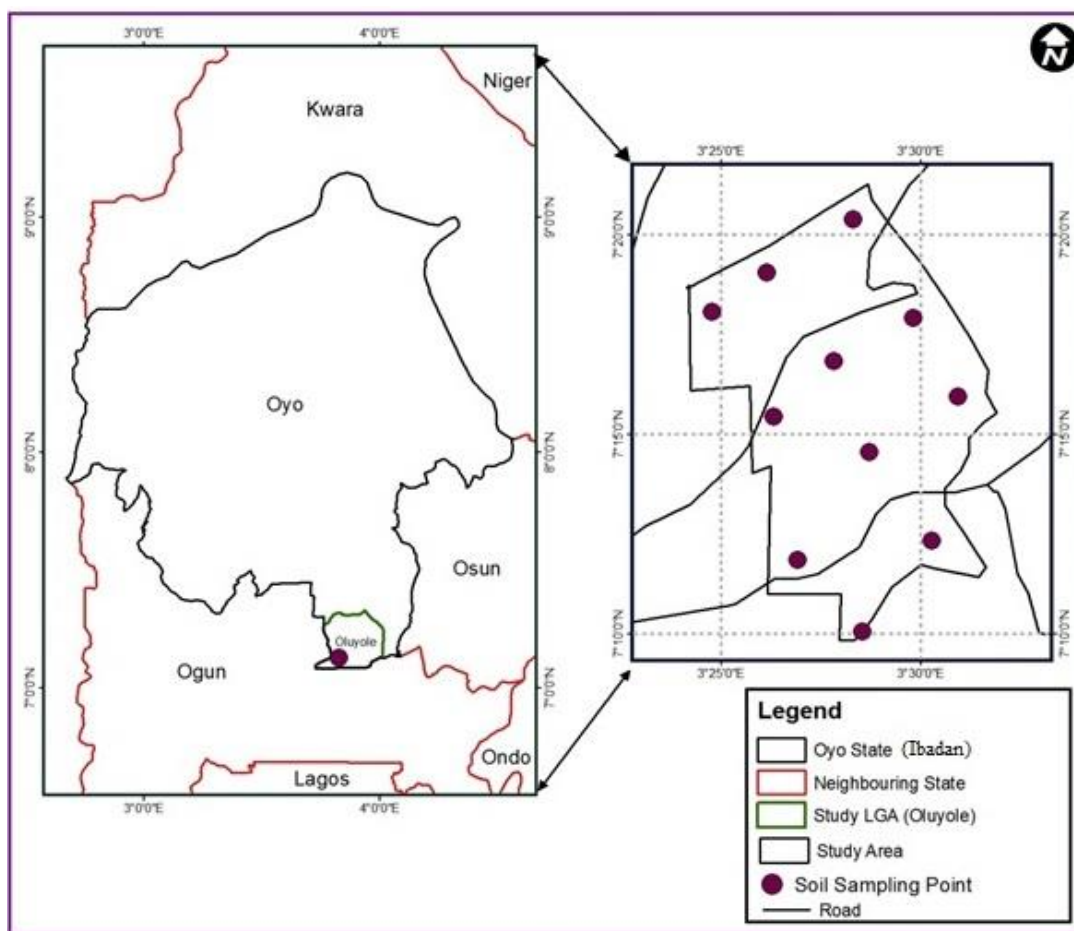 N
3°0'0"E
4°0'0"E
Niger
Kwara
9°0'0"N
9°0'0"N
Oyo
8°0'0"N
8°0'0"N
Osun
Oluyole
Ogun
7°0'0"N
7°0'0"N
Ondo
Lagos
3°0'0"E
4°0'0"E
3°25'0"E
3°30'0"E
7°20'0"N
7°20'0"N
7°15'0"N
7°15'0"N
7°10'0"N
7°10'0"N
3°25'0"E
3°30'0"E
Legend
Oyo State (Ibadan)
Neighbouring State
Study LGA (Oluyole)
Study Area
Soil Sampling Point
Road